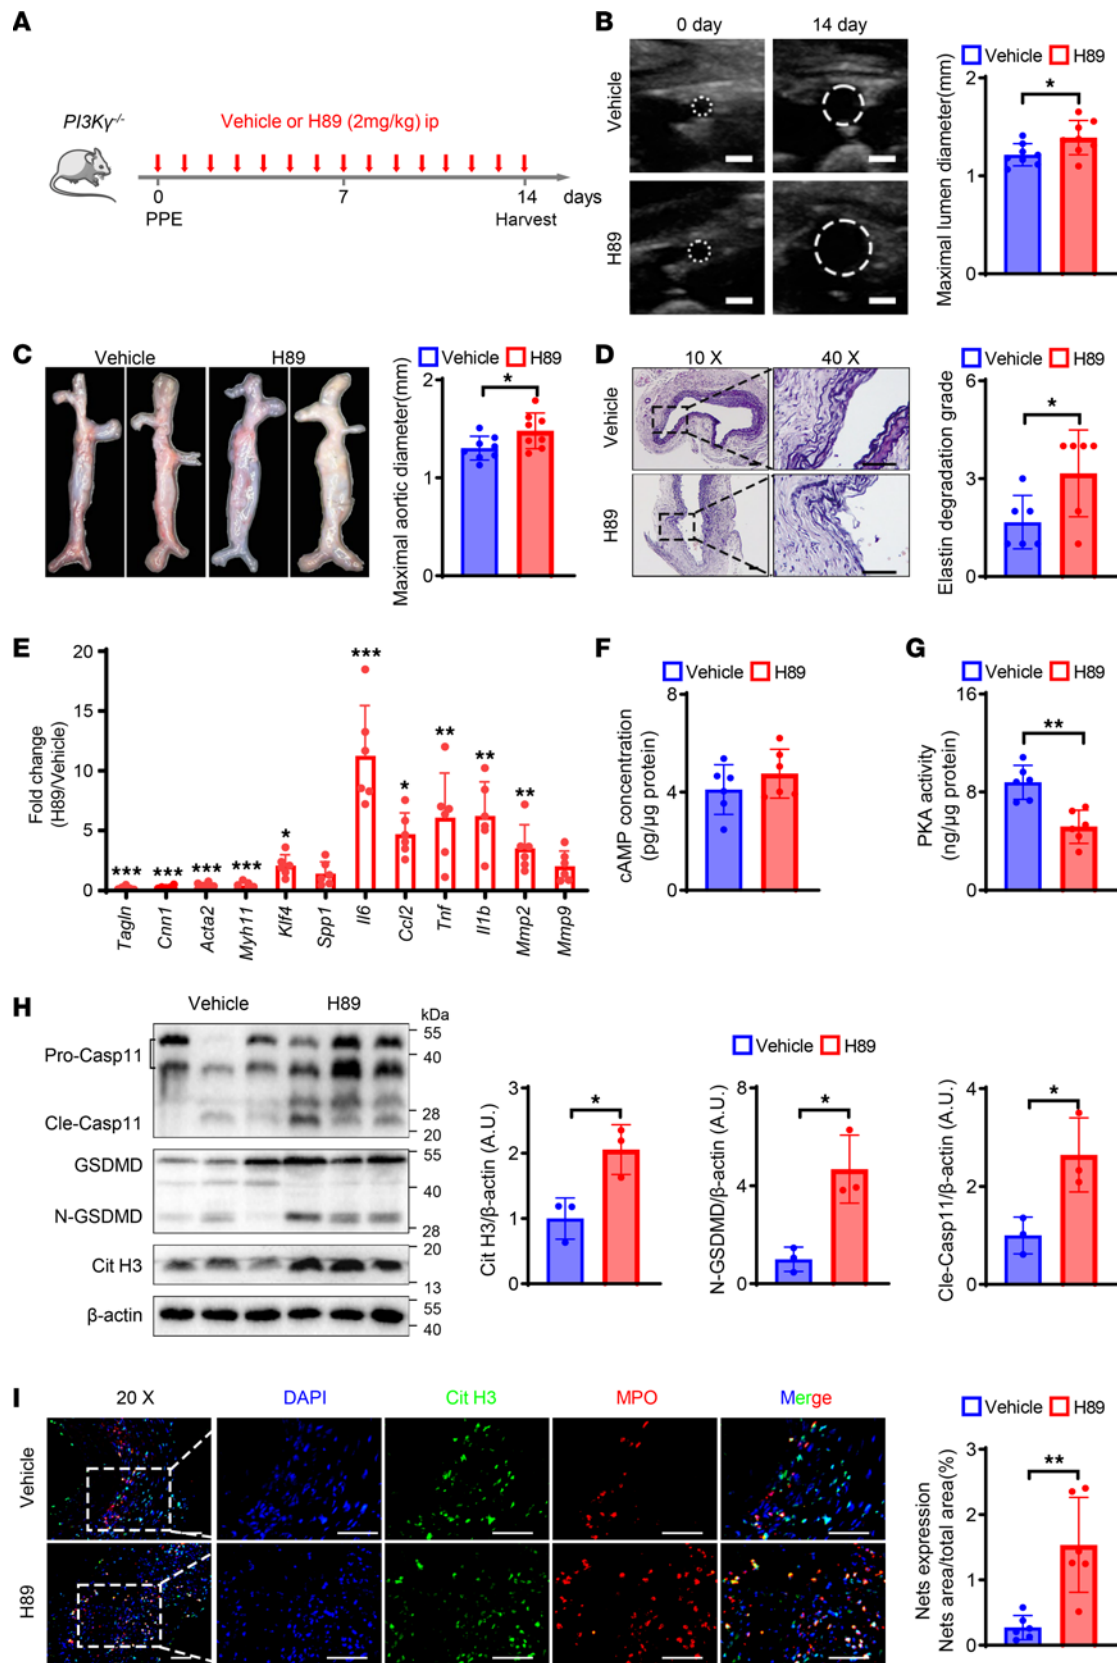 A
PI3Kγ-/-
Vehicle or H89 (2mg/kg) ip
0
7
14
days
PPE
Harvest
B
0 day
14 day
Vehicle
H89
Vehicle H89
Maximal lumen diameter(mm)
2
1
0
*
C
Vehicle
H89
Vehicle H89
Maximal aortic diameter(mm)
2
1
0
*
D
10 X
40 X
Vehicle
H89
Vehicle H89
Elastin degradation grade
6
3
0
*
E
Fold change
(H89/Vehicle)
20
15
10
5
0
*** *** *** *** * *** * ** ** **
Tagln Cnn1 Acta2 Myh11 Klf4 Spp1 Il6 Ccl2 Tnf Il1b Mmp2 Mmp9
F
Vehicle H89
cAMP concentration
(pg/μg protein)
8
4
0
G
Vehicle H89
PKA activity
(ng/μg protein)
16
8
0
**
H
Vehicle
H89
kDa
Pro-Casp11
55
40
Cle-Casp11
28
20
GSDMD
55
40
N-GSDMD
28
Cit H3
20
13
β-actin
55
40
Vehicle H89
Cit H3/β-actin (A.U.)
3
2
1
0
*
N-GSDMD/β-actin (A.U.)
8
4
0
*
Cle-Casp11/β-actin (A.U.)
4
2
0
*
I
20 X
DAPI
Cit H3
MPO
Merge
Vehicle
H89
Vehicle H89
Nets expression
Nets area/total area(%)
3
2
1
0
**